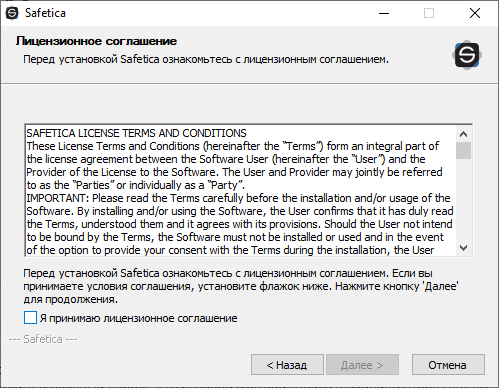 Safetica
Лицензионное соглашение
Перед установкой Safetica ознакомьтесь с лицензионным соглашением.
SAFETICA LICENSE TERMS AND CONDITIONS
These License Terms and Conditions (hereinafter the “Terms”) form an integral part of
the license agreement between the Software User (hereinafter the “User”) and the
Provider of the License to the Software. The User and Provider may jointly be referred
to as the “Parties” or individually as a “Party”.
IMPORTANT: Please read the Terms carefully before the installation and/or usage of the
Software. By installing and/or using the Software, the User confirms that it has duly read
the Terms, understood them and it agrees with its provisions. Should the User not intend
to be bound by the Terms, the Software must not be installed or used and in the event
of the option to provide your consent with the Terms during the installation, the User
Перед установкой Safetica ознакомьтесь с лицензионным соглашением. Если вы
принимаете условия соглашения, установите флажок ниже. Нажмите кнопку 'Далее'
для продолжения.
Я принимаю лицензионное соглашение
--- Safetica ---
< Назад
Далее >
Отмена